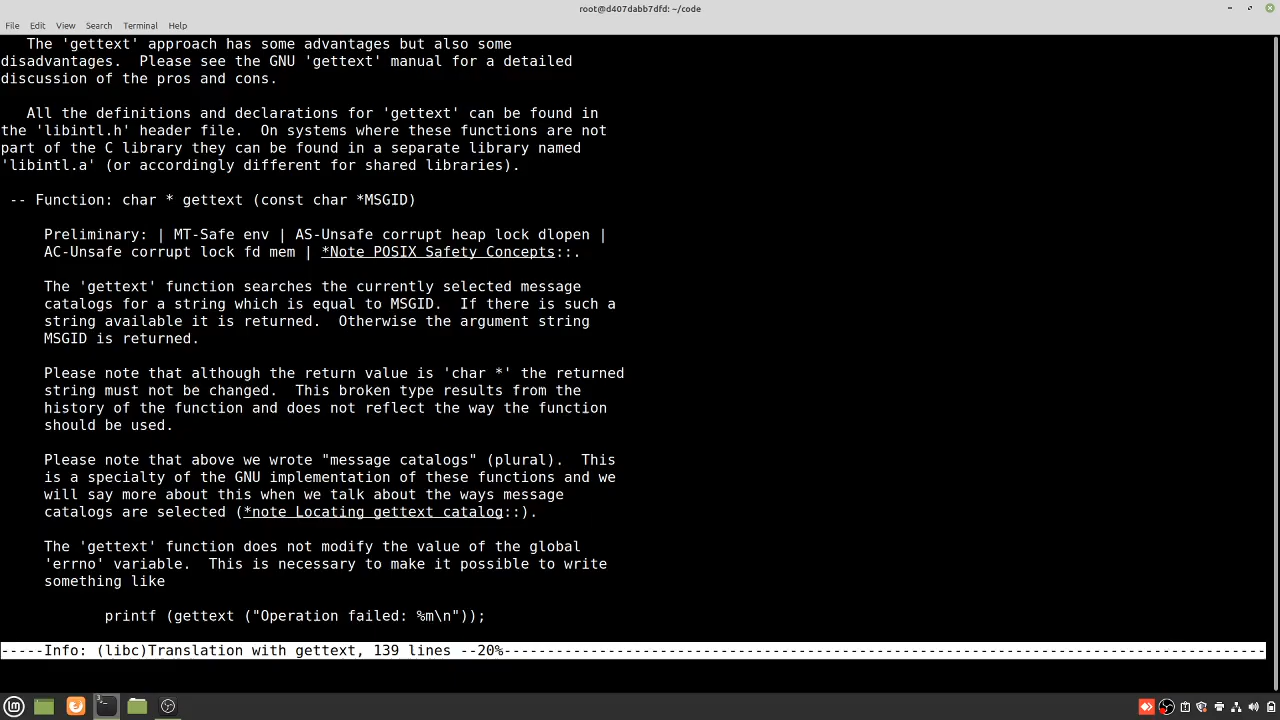 root@d407dabb7dfd: ~/code
File Edit View Search Terminal Help
The 'gettext' approach has some advantages but also some
disadvantages.  Please see the GNU 'gettext' manual for a detailed
discussion of the pros and cons.
All the definitions and declarations for 'gettext' can be found in
the 'libintl.h' header file.  On systems where these functions are not
part of the C library they can be found in a separate library named
'libintl.a' (or accordingly different for shared libraries).
-- Function: char * gettext (const char *MSGID)
Preliminary: | MT-Safe env | AS-Unsafe corrupt heap lock dlopen |
AC-Unsafe corrupt lock fd mem | *Note POSIX Safety Concepts::.
The 'gettext' function searches the currently selected message
catalogs for a string which is equal to MSGID.  If there is such a
string available it is returned.  Otherwise the argument string
MSGID is returned.
Please note that although the return value is 'char *' the returned
string must not be changed.  This broken type results from the
history of the function and does not reflect the way the function
should be used.
Please note that above we wrote "message catalogs" (plural).  This
is a specialty of the GNU implementation of these functions and we
will say more about this when we talk about the ways message
catalogs are selected (*note Locating gettext catalog::).
The 'gettext' function does not modify the value of the global
'errno' variable.  This is necessary to make it possible to write
something like
printf (gettext ("Operation failed: %m\n"));
-----Info: (libc)Translation with gettext, 139 lines --20%----------------------------------------------------------------------------------------
3